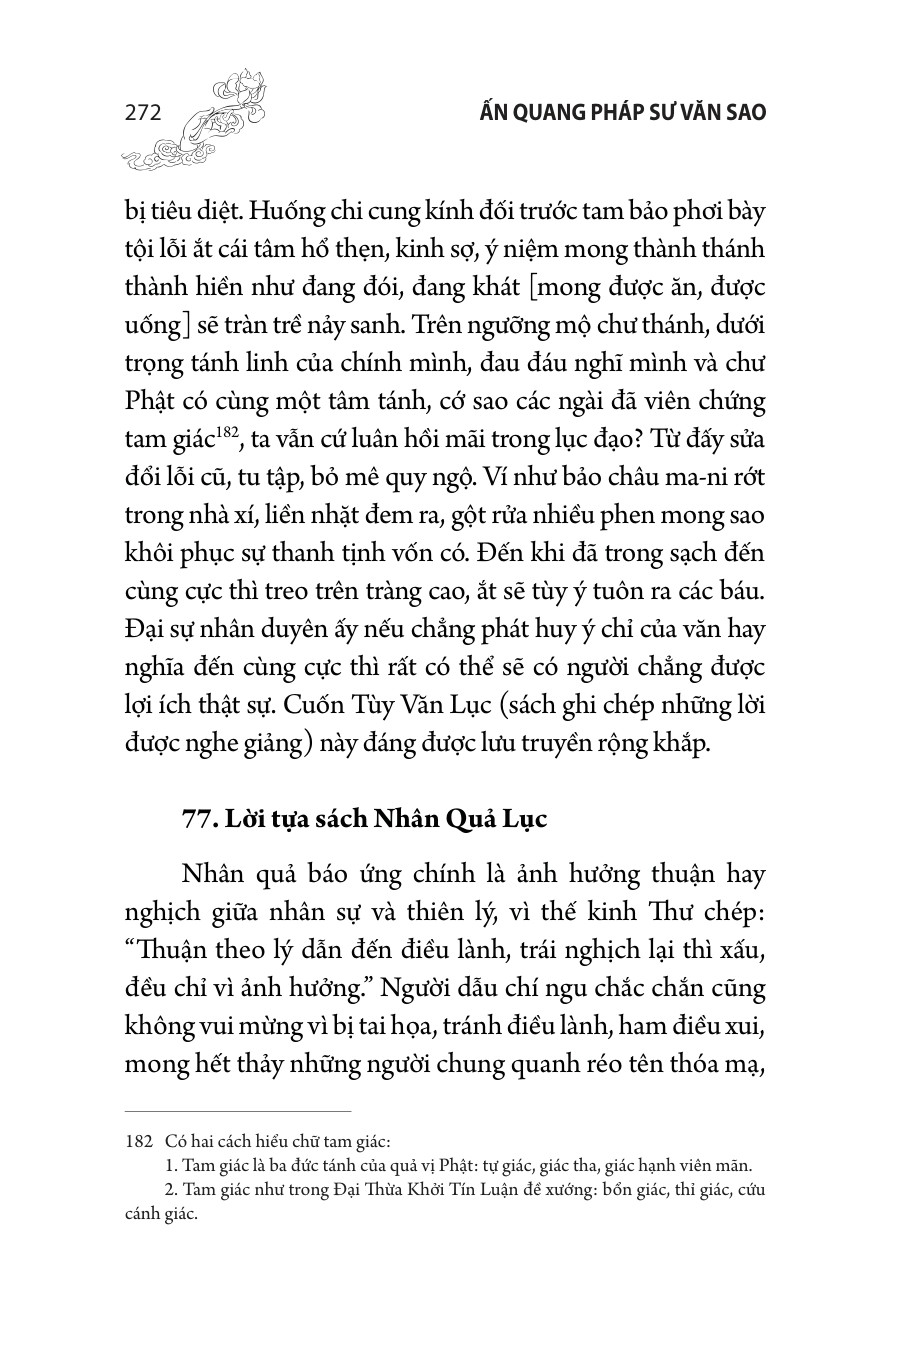 272
ẤN QUANG PHÁP SƯ VĂN SAO
bị tiêu diệt. Huống chi cung kính đối trước tam bảo phơi bày
tội lỗi ắt cái tâm hổ thẹn, kinh sợ, ý niệm mong thành thánh
thành hiền như đang đói, đang khát [mong được ăn, được
uống] sẽ tràn trề nảy sanh. Trên ngưỡng mộ chư thánh, dưới
trọng tánh linh của chính mình, đau đáu nghĩ mình và chư
Phật có cùng một tâm tánh, cớ sao các ngài đã viên chứng
tam giác182, ta vẫn cứ luân hồi mãi trong lục đạo? Từ đấy sửa
đổi lỗi cũ, tu tập, bỏ mê quy ngộ. Ví như bảo châu ma-ni rớt
trong nhà xí, liền nhặt đem ra, gột rửa nhiều phen mong sao
khôi phục sự thanh tịnh vốn có. Đến khi đã trong sạch đến
cùng cực thì treo trên tràng cao, ắt sẽ tùy ý tuôn ra các báu.
Đại sự nhân duyên ấy nếu chẳng phát huy ý chỉ của văn hay
nghĩa đến cùng cực thì rất có thể sẽ có người chẳng được
lợi ích thật sự. Cuốn Tùy Văn Lục (sách ghi chép những lời
được nghe giảng) này đáng được lưu truyền rộng khắp.
77. Lời tựa sách Nhân Quả Lục
Nhân quả báo ứng chính là ảnh hưởng thuận hay
nghịch giữa nhân sự và thiên lý, vì thế kinh Thư chép:
“Thuận theo lý dẫn đến điều lành, trái nghịch lại thì xấu,
đều chỉ vì ảnh hưởng.” Người dẫu chí ngu chắc chắn cũng
không vui mừng vì bị tai họa, tránh điều lành, ham điều xui,
mong hết thảy những người chung quanh réo tên thóa mạ,
182 Có hai cách hiểu chữ tam giác:
1. Tam giác là ba đức tánh của quả vị Phật: tự giác, giác tha, giác hạnh viên mãn.
2. Tam giác như trong Đại Thừa Khởi Tín Luận đề xướng: bổn giác, thỉ giác, cứu
cánh giác.